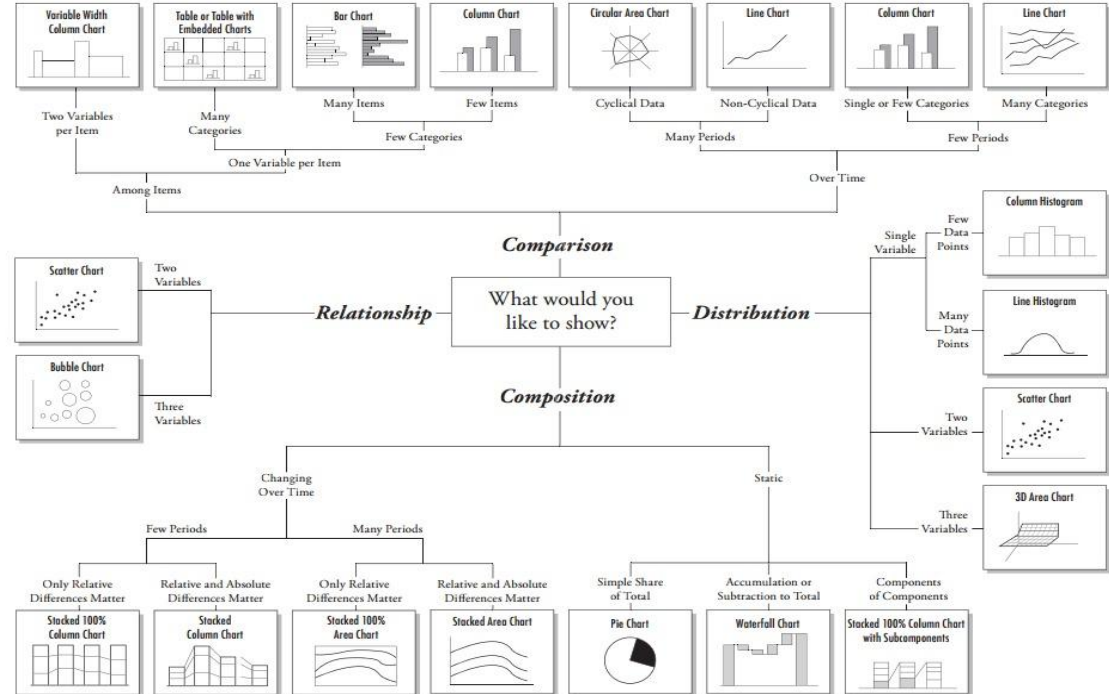 Variable Width
Column Chart
Table or Table with
Embedded Charts
Bar Chart
Column Chart
Circular Area Chart
Line Chart
Column Chart
Line Chart
Two Variables
per Item
Many
Categories
Many Items
Few Items
Cyclical Data
Non-Cyclical Data
Single or Few Categories
Many Categories
Few Categories
Many Periods
Few Periods
One Variable per Item
Among Items
Over Time
Comparison
What would you
like to show?
Relationship
Two
Variables
Scatter Chart
Three
Variables
Bubble Chart
Distribution
Single
Variable
Few
Data
Points
Column Histogram
Many
Data
Points
Line Histogram
Two
Variables
Scatter Chart
Three
Variables
3D Area Chart
Composition
Changing
Over Time
Static
Few Periods
Many Periods
Only Relative
Differences Matter
Relative and Absolute
Differences Matter
Only Relative
Differences Matter
Relative and Absolute
Differences Matter
Simple Share
of Total
Accumulation or
Subtraction to Total
Components
of Components
Stacked 100%
Column Chart
Stacked
Column Chart
Stacked 100%
Area Chart
Stacked Area Chart
Pie Chart
Waterfall Chart
Stacked 100% Column Chart
with Subcomponents